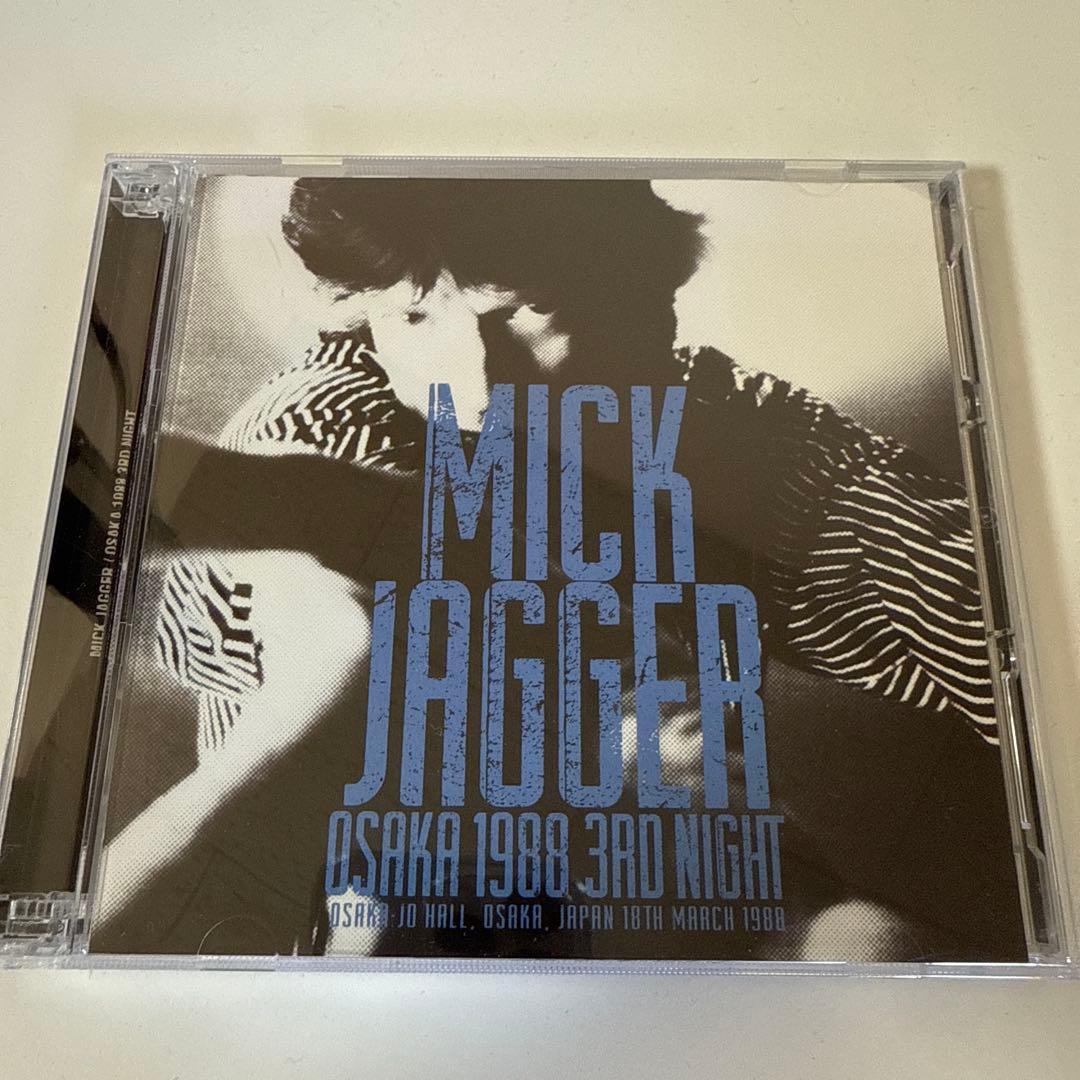 MICK
JAGGER
OSAKA 1988 3RD NIGHT
OSAKA-JO HALL, OSAKA, JAPAN 18TH MARCH 1988
MICK JAGGER / OSAKA 1988 3RD NIGHT